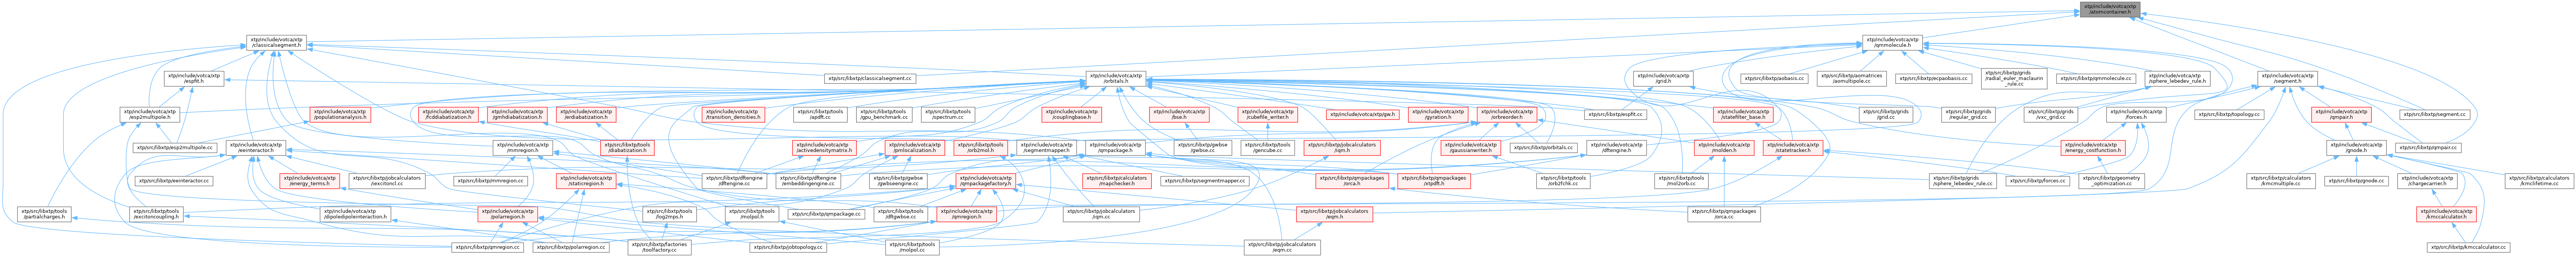 xtp/include/votca/xtp
/atomcontainer.h
xtp/include/votca/xtp
/classicalsegment.h
xtp/include/votca/xtp
/qmmolecule.h
xtp/include/votca/xtp
/espfit.h
xtp/src/libxtp/classicalsegment.cc
xtp/include/votca/xtp
/orbitals.h
xtp/include/votca/xtp
/grid.h
xtp/src/libxtp/aobasis.cc
xtp/include/votca/xtp/aomatrices
/aomultipole.cc
xtp/src/libxtp/ecpaobasis.cc
xtp/src/libxtp/grids
/radial_euler_maclaurin
_rule.cc
xtp/src/libxtp/qmmolecule.cc
xtp/include/votca/xtp
/sphere_lebedev_rule.h
xtp/include/votca/xtp
/segment.h
xtp/include/votca/xtp
/esp2multipole.h
xtp/include/votca/xtp
/populationanalysis.h
xtp/include/votca/xtp
/fcddiabatization.h
xtp/include/votca/xtp
/gmhdiabatization.h
xtp/include/votca/xtp
/erdiabatization.h
xtp/include/votca/xtp
/transition_densities.h
xtp/src/libxtp/tools
/apdft.cc
xtp/src/libxtp/tools
/gpu_benchmark.cc
xtp/src/libxtp/tools
/spectrum.cc
xtp/include/votca/xtp
/couplingbase.h
xtp/include/votca/xtp
/bse.h
xtp/include/votca/xtp
/cubefile_writer.h
xtp/include/votca/xtp/gw.h
xtp/include/votca/xtp
/gyration.h
xtp/include/votca/xtp
/orbreorder.h
xtp/src/libxtp/espfit.cc
xtp/include/votca/xtp
/statefilter_base.h
xtp/src/libxtp/grids
/grid.cc
xtp/src/libxtp/grids
/regular_grid.cc
xtp/src/libxtp/grids
/vxc_grid.cc
xtp/include/votca/xtp
/forces.h
xtp/src/libxtp/topology.cc
xtp/include/votca/xtp
/qmpair.h
xtp/src/libxtp/segment.cc
xtp/src/libxtp/esp2multipole.cc
xtp/include/votca/xtp
/eeinteractor.h
xtp/include/votca/xtp
/mmregion.h
xtp/src/libxtp/tools
/diabatization.h
xtp/include/votca/xtp
/activedensitymatrix.h
xtp/include/votca/xtp
/pmlocalization.h
xtp/src/libxtp/tools
/orb2mol.h
xtp/include/votca/xtp
/segmentmapper.h
xtp/include/votca/xtp
/qmpackage.h
xtp/src/libxtp/gwbse
/gwbse.cc
xtp/src/libxtp/tools
/gencube.cc
xtp/src/libxtp/jobcalculators
/iqm.h
xtp/include/votca/xtp
/gaussianwriter.h
xtp/src/libxtp/orbitals.cc
xtp/include/votca/xtp
/dftengine.h
xtp/include/votca/xtp
/molden.h
xtp/include/votca/xtp
/statetracker.h
xtp/include/votca/xtp
/energy_costfunction.h
xtp/include/votca/xtp
/gnode.h
xtp/src/libxtp/qmpair.cc
xtp/src/libxtp/eeinteractor.cc
xtp/include/votca/xtp
/energy_terms.h
xtp/src/libxtp/jobcalculators
/eexcitoncl.cc
xtp/src/libxtp/mmregion.cc
xtp/include/votca/xtp
/staticregion.h
xtp/src/libxtp/dftengine
/dftengine.cc
xtp/src/libxtp/dftengine
/embeddingengine.cc
xtp/src/libxtp/gwbse
/gwbseengine.cc
xtp/include/votca/xtp
/qmpackagefactory.h
xtp/src/libxtp/calculators
/mapchecker.h
xtp/src/libxtp/segmentmapper.cc
xtp/src/libxtp/qmpackages
/orca.h
xtp/src/libxtp/qmpackages
/xtpdft.h
xtp/src/libxtp/tools
/orb2fchk.cc
xtp/src/libxtp/tools
/mol2orb.cc
xtp/src/libxtp/grids
/sphere_lebedev_rule.cc
xtp/src/libxtp/forces.cc
xtp/src/libxtp/geometry
_optimization.cc
xtp/src/libxtp/calculators
/kmcmultiple.cc
xtp/src/libxtp/gnode.cc
xtp/include/votca/xtp
/chargecarrier.h
xtp/src/libxtp/calculators
/kmclifetime.cc
xtp/src/libxtp/tools
/partialcharges.h
xtp/src/libxtp/tools
/excitoncoupling.h
xtp/include/votca/xtp
/dipoledipoleinteraction.h
xtp/include/votca/xtp
/polarregion.h
xtp/src/libxtp/tools
/log2mps.h
xtp/src/libxtp/tools
/molpol.h
xtp/src/libxtp/qmpackage.cc
xtp/src/libxtp/tools
/dftgwbse.cc
xtp/include/votca/xtp
/qmregion.h
xtp/src/libxtp/jobcalculators
/iqm.cc
xtp/src/libxtp/jobcalculators
/eqm.h
xtp/src/libxtp/qmpackages
/orca.cc
xtp/include/votca/xtp
/kmccalculator.h
xtp/src/libxtp/qmregion.cc
xtp/src/libxtp/polarregion.cc
xtp/src/libxtp/factories
/toolfactory.cc
xtp/src/libxtp/jobtopology.cc
xtp/src/libxtp/tools
/molpol.cc
xtp/src/libxtp/jobcalculators
/eqm.cc
xtp/src/libxtp/kmccalculator.cc